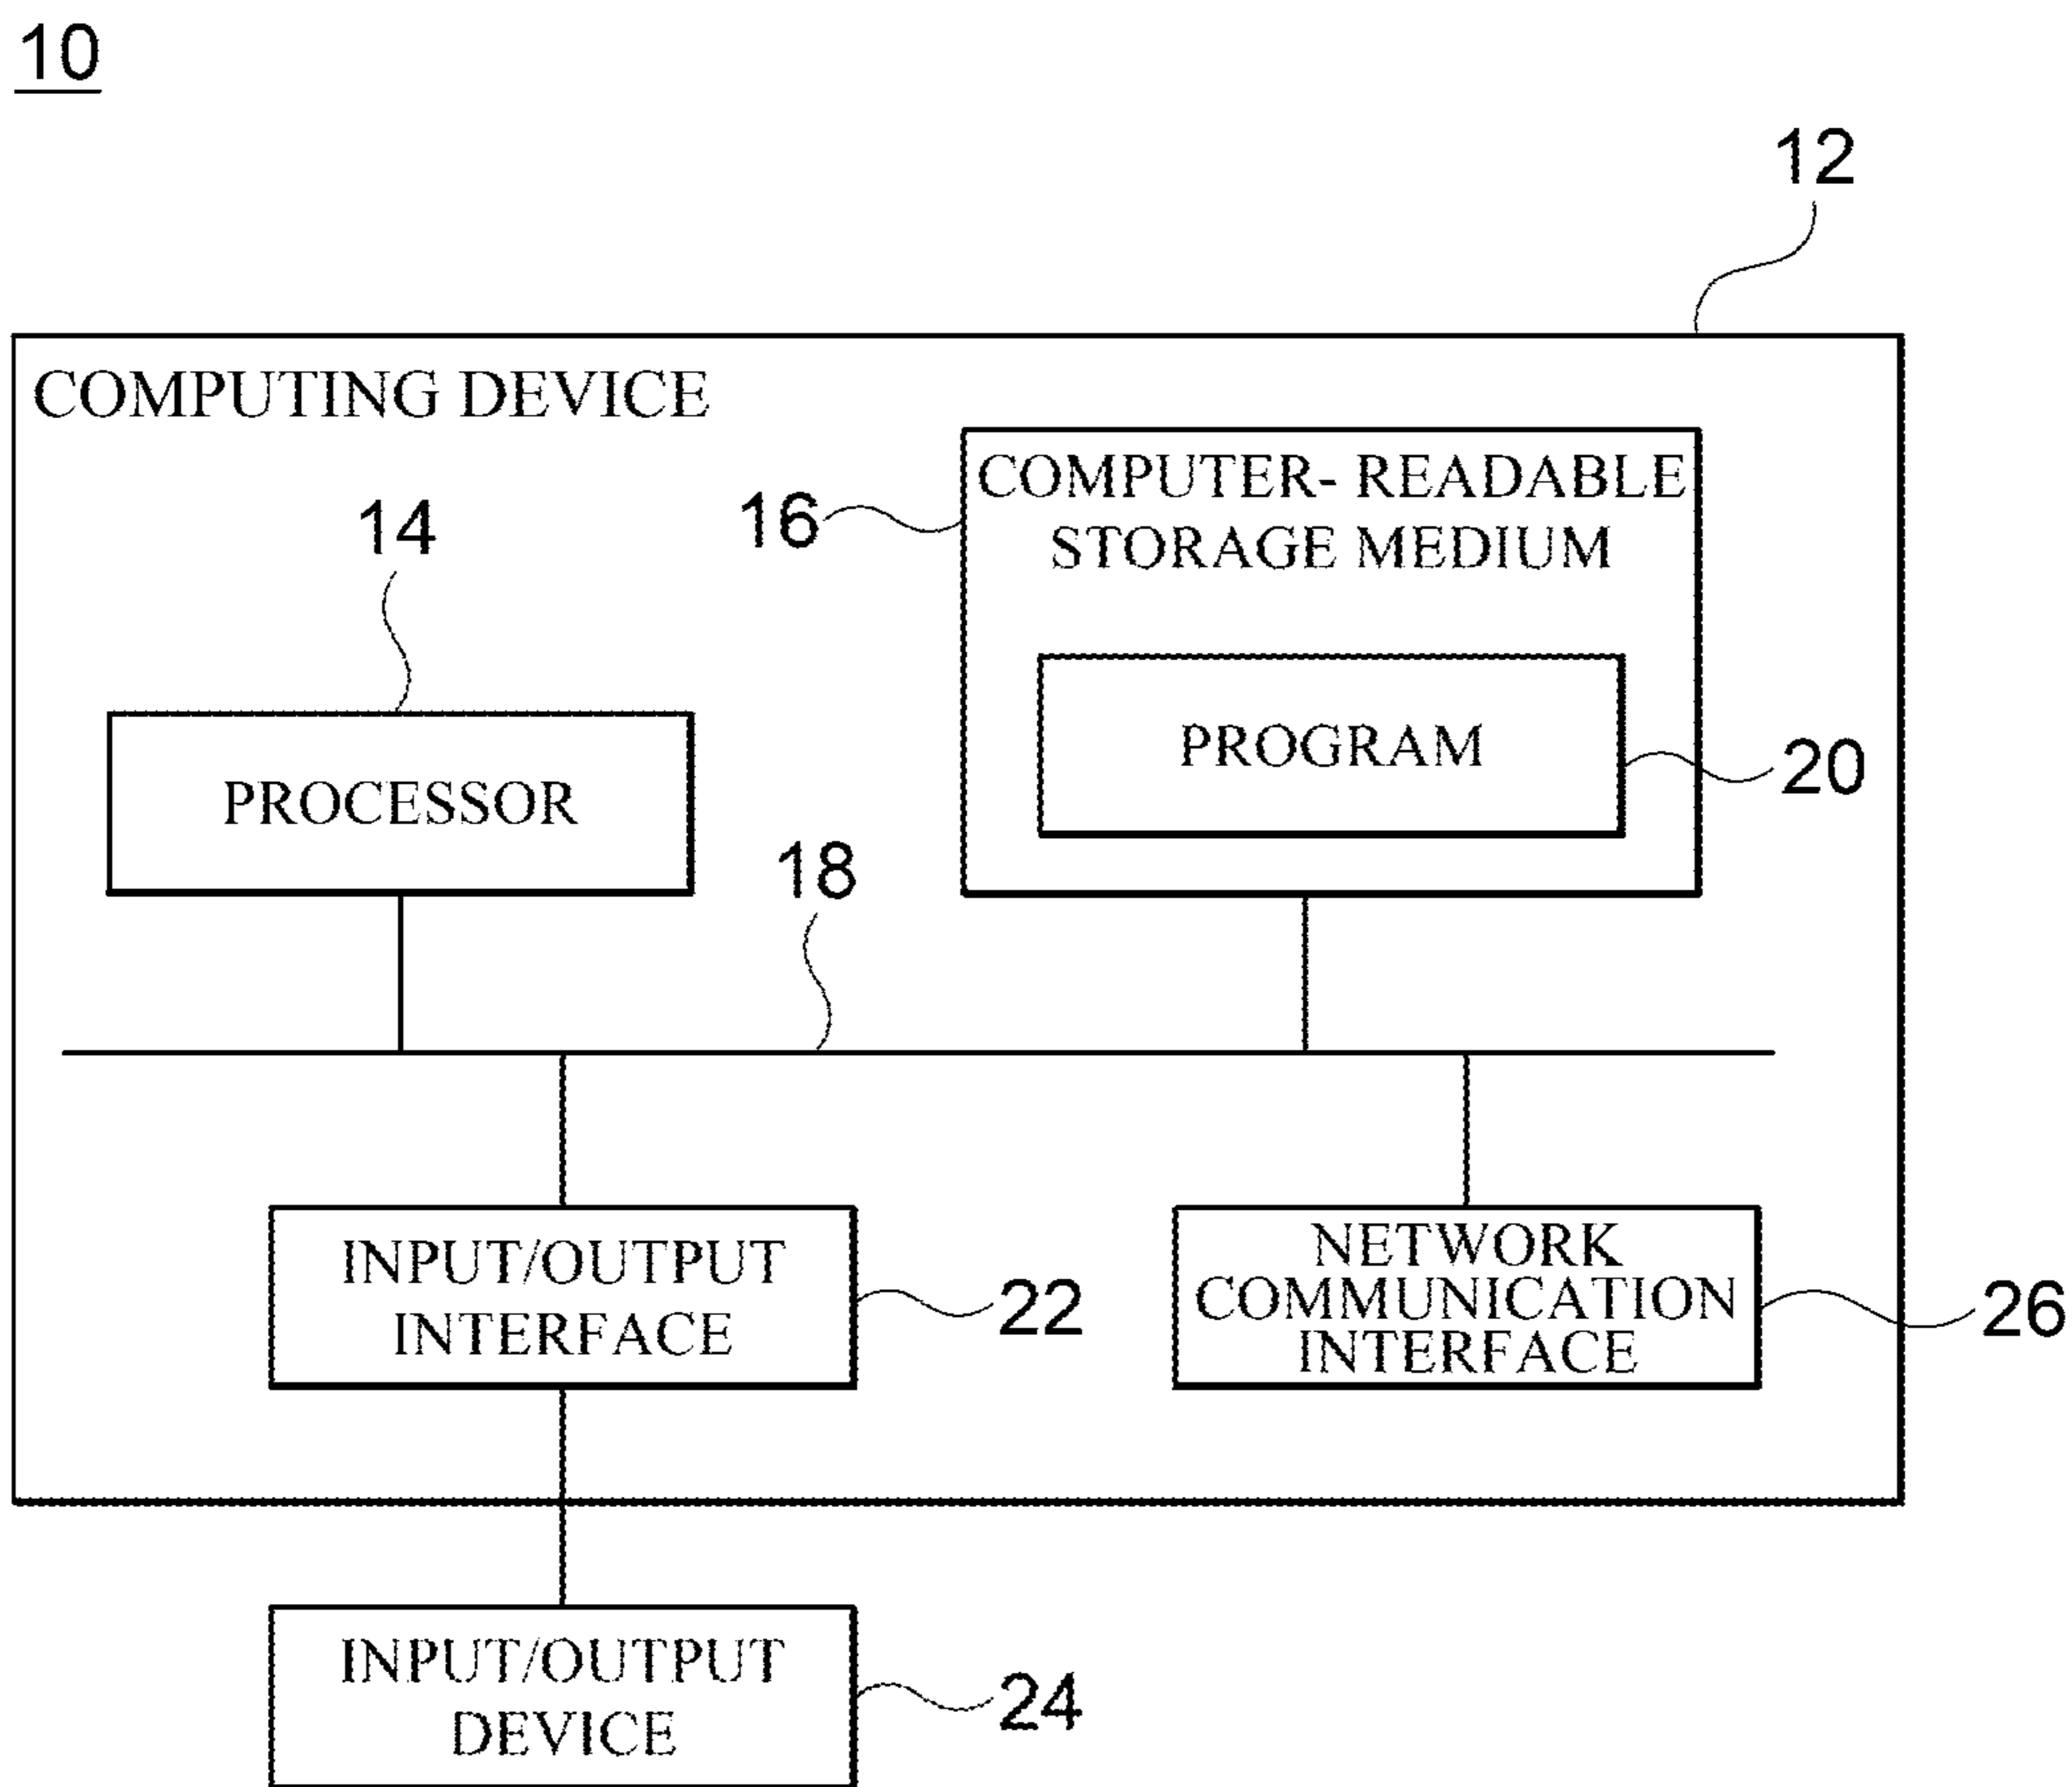 10
12
COMPUTING DEVICE
COMPUTER- READABLE
STORAGE MEDIUM
16
14
PROGRAM
20
PROCESSOR
18
INPUT/OUTPUT
INTERFACE
22
NETWORK
COMMUNICATION
INTERFACE
26
INPUT/OUTPUT
DEVICE
24